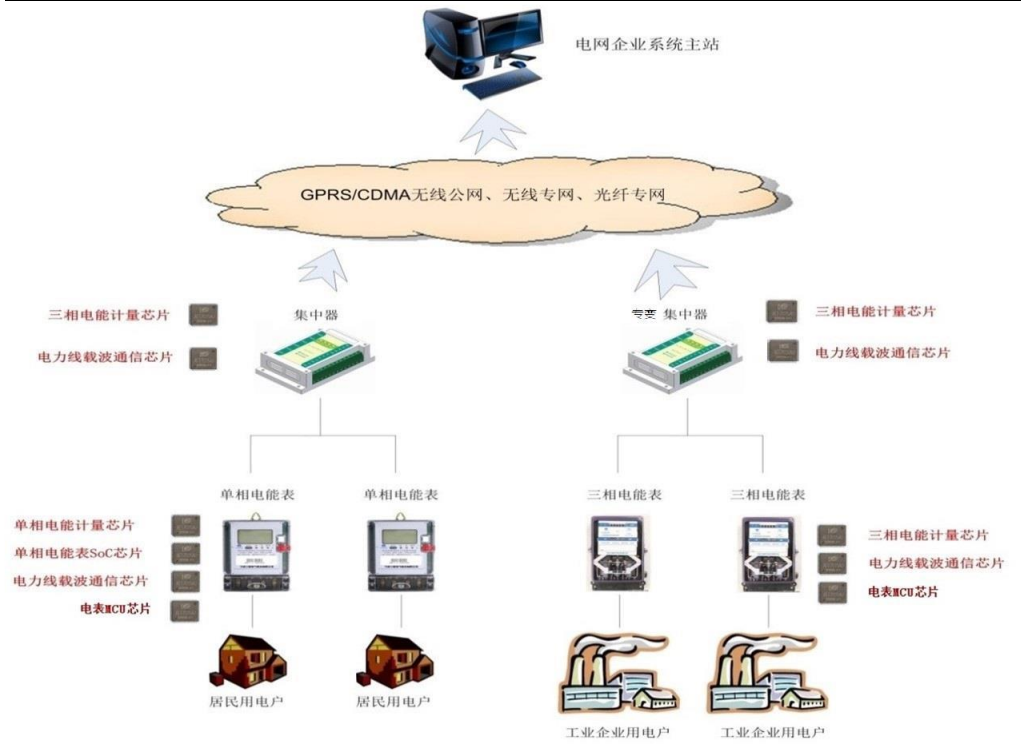 电网企业系统主站
GPRS/CDMA无线公网、无线专网、光纤专网
三相电能计量芯片
集中器
专变 集中器
三相电能计量芯片
电力线载波通信芯片
电力线载波通信芯片
单相电能表
单相电能表
三相电能表
三相电能表
单相电能计量芯片
单相电能表SoC芯片
电力线载波通信芯片
电表MCU芯片
三相电能计量芯片
电力线载波通信芯片
电表MCU芯片
居民用电户
居民用电户
工业企业用电户
工业企业用电户